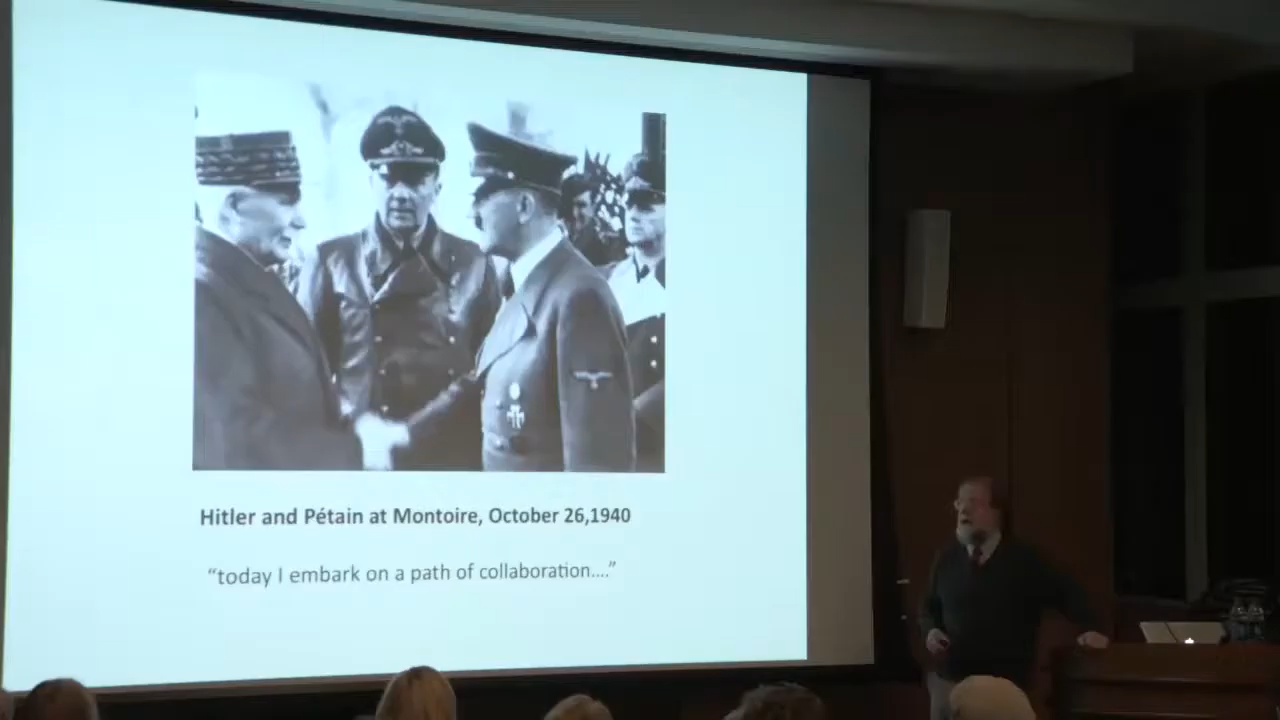 Hitler and Pétain at Montoire, October 26,1940
“today I embark on a path of collaboration....”